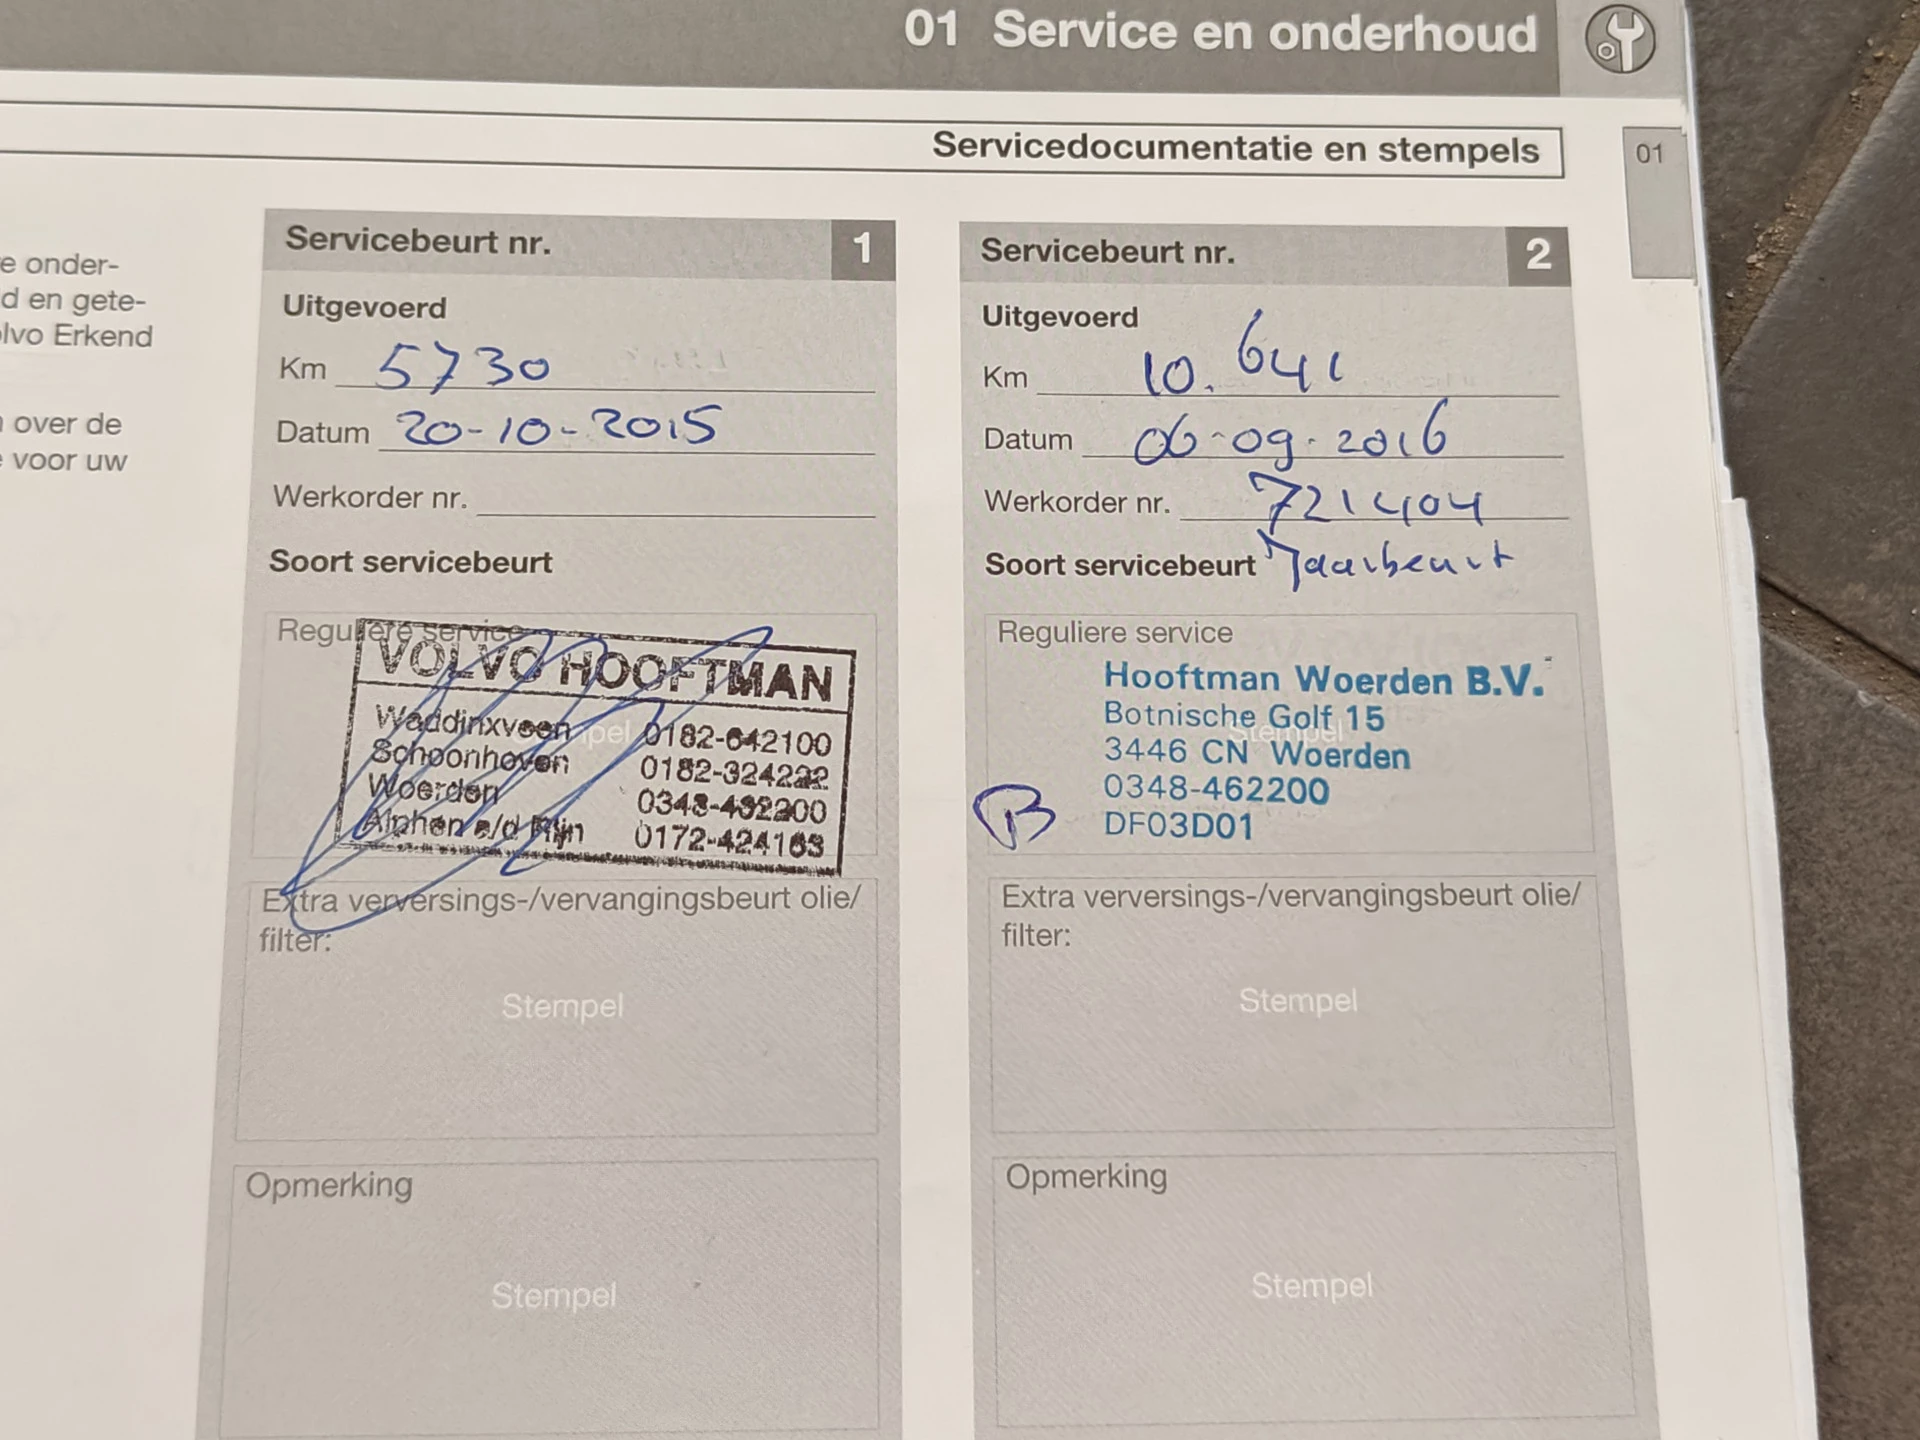 01 Service en onderhoud
Servicedocumentatie en stempels
01
e onder-
d en gete-
lvo Erkend
over de
voor uw
Servicebeurt nr. 1
Uitgevoerd
Km 5730
Datum 20-10-2015
Werkorder nr.
Soort servicebeurt
Reguliere service
VOLVO HOOFTMAN
Waddinxveen 0182-642100
Schoonhoven 0182-324222
Woerden 0348-462200
Alphen a/d Rijn 0172-424163
Extra verversings-/vervangingsbeurt olie/
filter:
Stempel
Opmerking
Stempel
Servicebeurt nr. 2
Uitgevoerd
Km 10.641
Datum 06-09-2016
Werkorder nr. 721404
Soort servicebeurt Jaarbeurt
Reguliere service
Stempel
Hooftman Woerden B.V.
Botnische Golf 15
3446 CN Woerden
0348-462200
DF03D01
B
Extra verversings-/vervangingsbeurt olie/
filter:
Stempel
Opmerking
Stempel